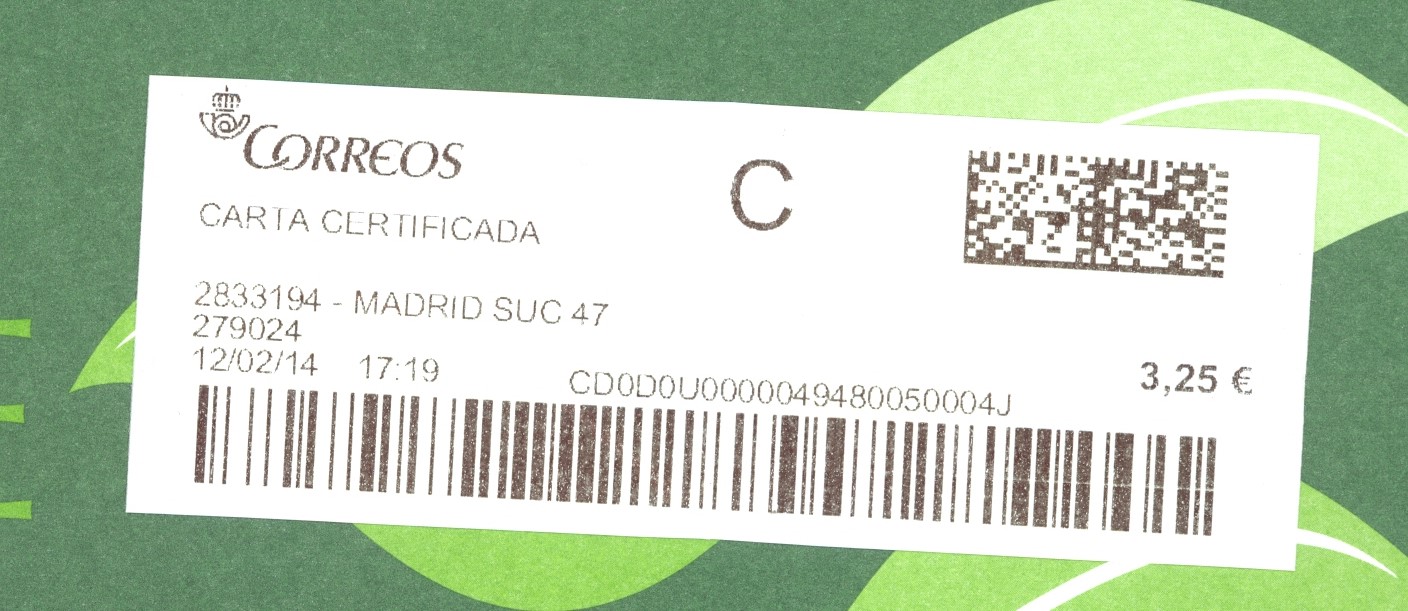 CORREOS
C
CARTA CERTIFICADA
2833194 - MADRID SUC 47
279024
12/02/14 17:19
3,25 €
CD0D0U0000049480050004J